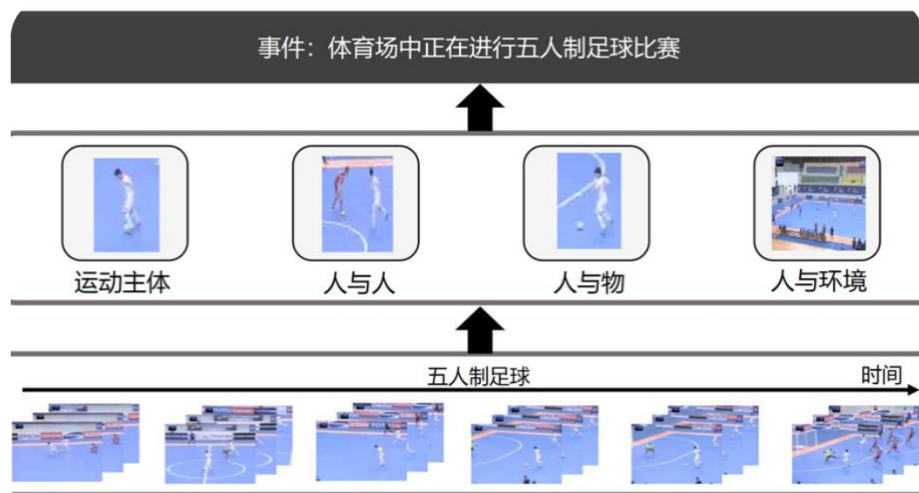 事件：体育场中正在进行五人制足球比赛
运动主体
人与人
人与物
人与环境
五人制足球
时间